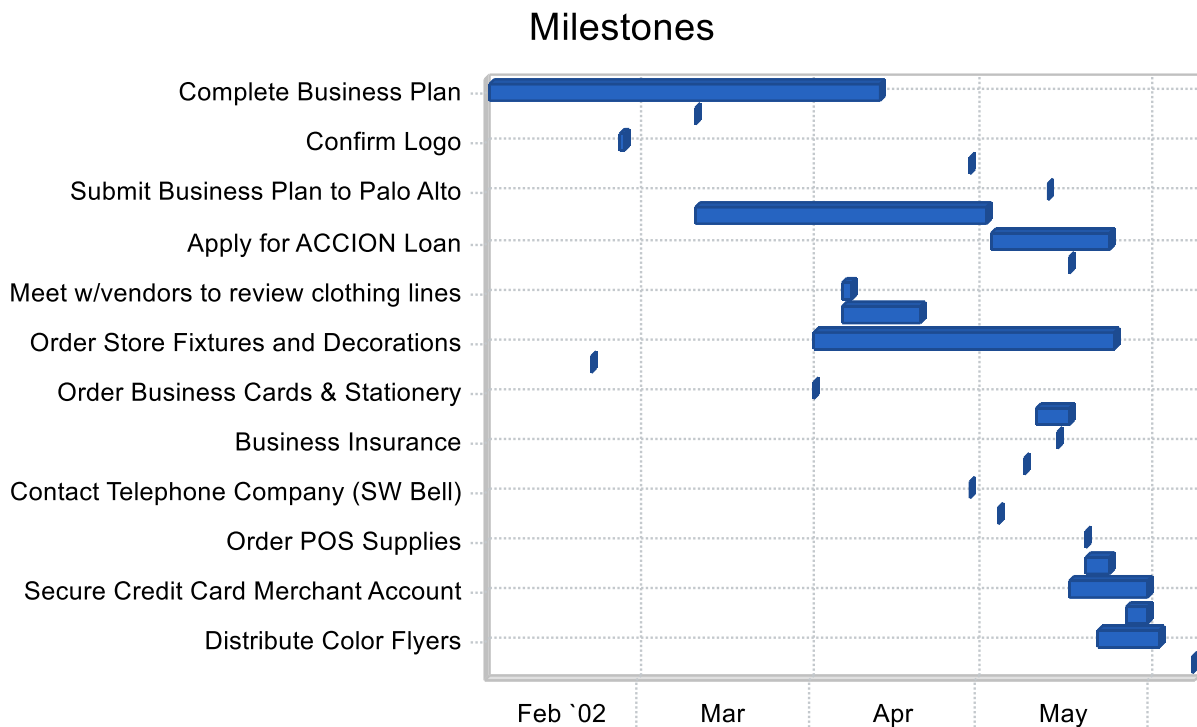 Milestones
Complete Business Plan
Confirm Logo
Submit Business Plan to Palo Alto
Apply for ACCION Loan
Meet w/vendors to review clothing lines
Order Store Fixtures and Decorations
Order Business Cards & Stationery
Business Insurance
Contact Telephone Company (SW Bell)
Order POS Supplies
Secure Credit Card Merchant Account
Distribute Color Flyers
Feb `02 Mar Apr May